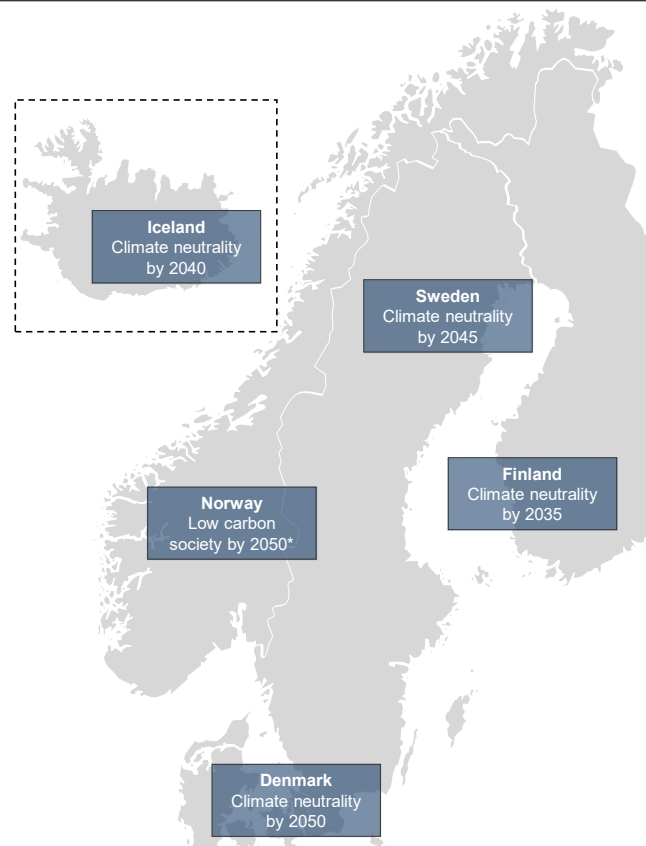 Iceland
Climate neutrality
by 2040
Sweden
Climate neutrality
by 2045
Finland
Climate neutrality
by 2035
Norway
Low carbon
society by 2050*
Denmark
Climate neutrality
by 2050